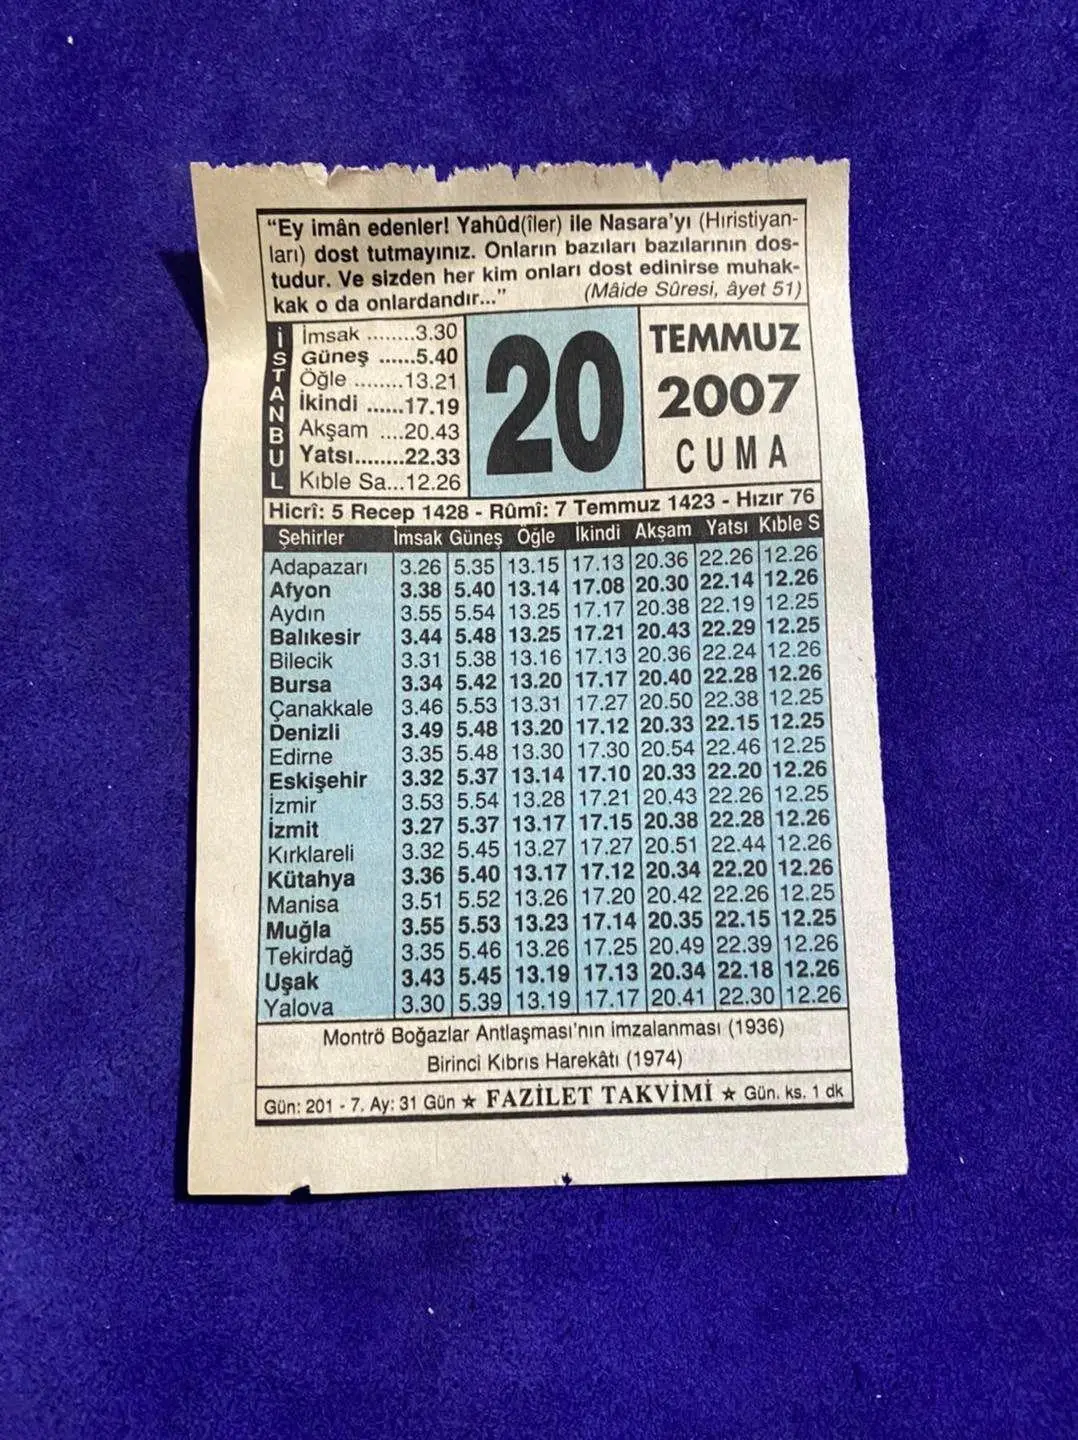 “Ey imân edenler! Yahûd(îler) ile Nasara’yı (Hıristiyan-
ları) dost tutmayınız. Onların bazıları bazılarının dos-
tudur. Ve sizden her kim onları dost edinirse muhak-
kak o da onlardandır...” (Mâide Sûresi, âyet 51)
İSTANBUL
İmsak ........3.30
Güneş ......5.40
Öğle ........13.21
İkindi ......17.19
Akşam ....20.43
Yatsı........22.33
Kıble Sa...12.26
20
TEMMUZ
2007
CUMA
Hicrî: 5 Recep 1428 - Rûmî: 7 Temmuz 1423 - Hızır 76
Şehirler İmsak Güneş Öğle İkindi Akşam Yatsı Kıble S
Adapazarı 3.26 5.35 13.15 17.13 20.36 22.26 12.26
Afyon 3.38 5.40 13.14 17.08 20.30 22.14 12.26
Aydın 3.55 5.54 13.25 17.17 20.38 22.19 12.25
Balıkesir 3.44 5.48 13.25 17.21 20.43 22.29 12.25
Bilecik 3.31 5.38 13.16 17.13 20.36 22.24 12.26
Bursa 3.34 5.42 13.20 17.17 20.40 22.28 12.26
Çanakkale 3.46 5.53 13.31 17.27 20.50 22.38 12.25
Denizli 3.49 5.48 13.20 17.12 20.33 22.15 12.25
Edirne 3.35 5.48 13.30 17.30 20.54 22.46 12.25
Eskişehir 3.32 5.37 13.14 17.10 20.33 22.20 12.26
İzmir 3.53 5.54 13.28 17.21 20.43 22.26 12.25
İzmit 3.27 5.37 13.17 17.15 20.38 22.28 12.26
Kırklareli 3.32 5.45 13.27 17.27 20.51 22.44 12.26
Kütahya 3.36 5.40 13.17 17.12 20.34 22.20 12.26
Manisa 3.51 5.52 13.26 17.20 20.42 22.26 12.25
Muğla 3.55 5.53 13.23 17.14 20.35 22.15 12.25
Tekirdağ 3.35 5.46 13.26 17.25 20.49 22.39 12.26
Uşak 3.43 5.45 13.19 17.13 20.34 22.18 12.26
Yalova 3.30 5.39 13.19 17.17 20.41 22.30 12.26
Montrö Boğazlar Antlaşması’nın imzalanması (1936)
Birinci Kıbrıs Harekâtı (1974)
Gün: 201 - 7. Ay: 31 Gün ★ FAZİLET TAKVİMİ ★ Gün. ks. 1 dk